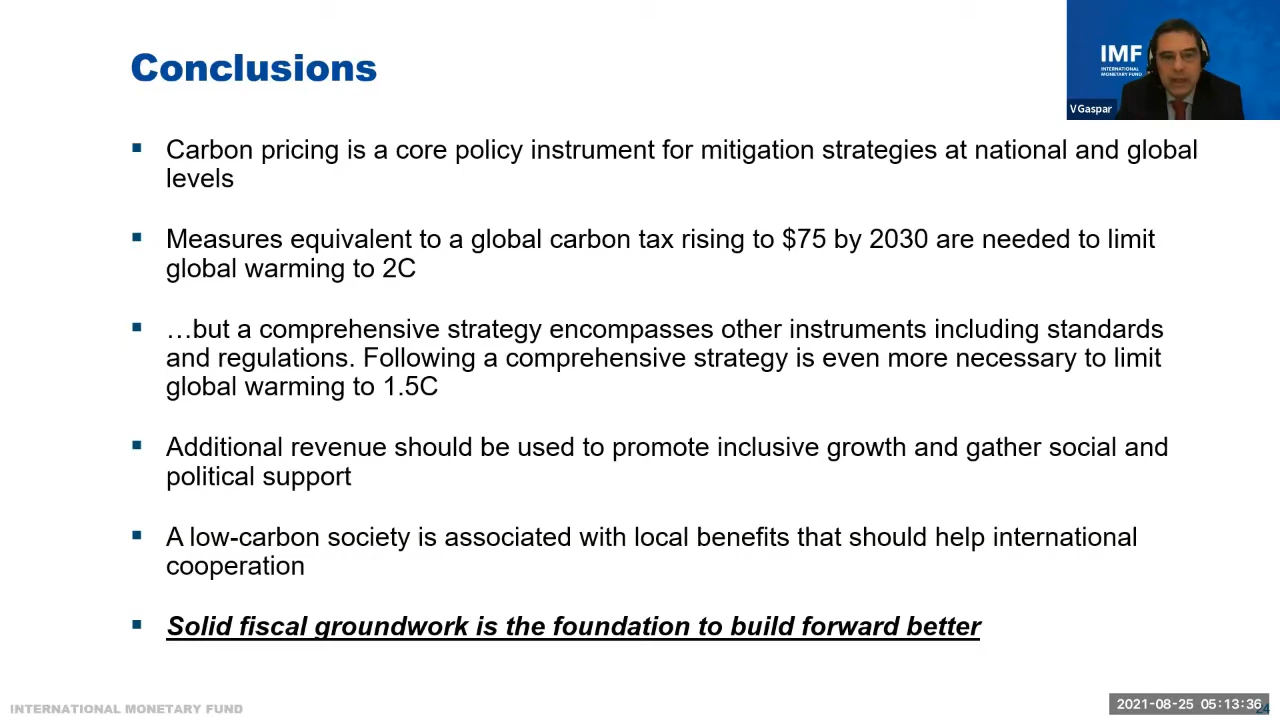 Conclusions
IMF
INTERNATIONAL
MONETARY FUND
VGaspar
▪ Carbon pricing is a core policy instrument for mitigation strategies at national and global
levels
▪ Measures equivalent to a global carbon tax rising to $75 by 2030 are needed to limit
global warming to 2C
▪ …but a comprehensive strategy encompasses other instruments including standards
and regulations. Following a comprehensive strategy is even more necessary to limit
global warming to 1.5C
▪ Additional revenue should be used to promote inclusive growth and gather social and
political support
▪ A low-carbon society is associated with local benefits that should help international
cooperation
▪ Solid fiscal groundwork is the foundation to build forward better
INTERNATIONAL MONETARY FUND
2021-08-25 05:13:36
24